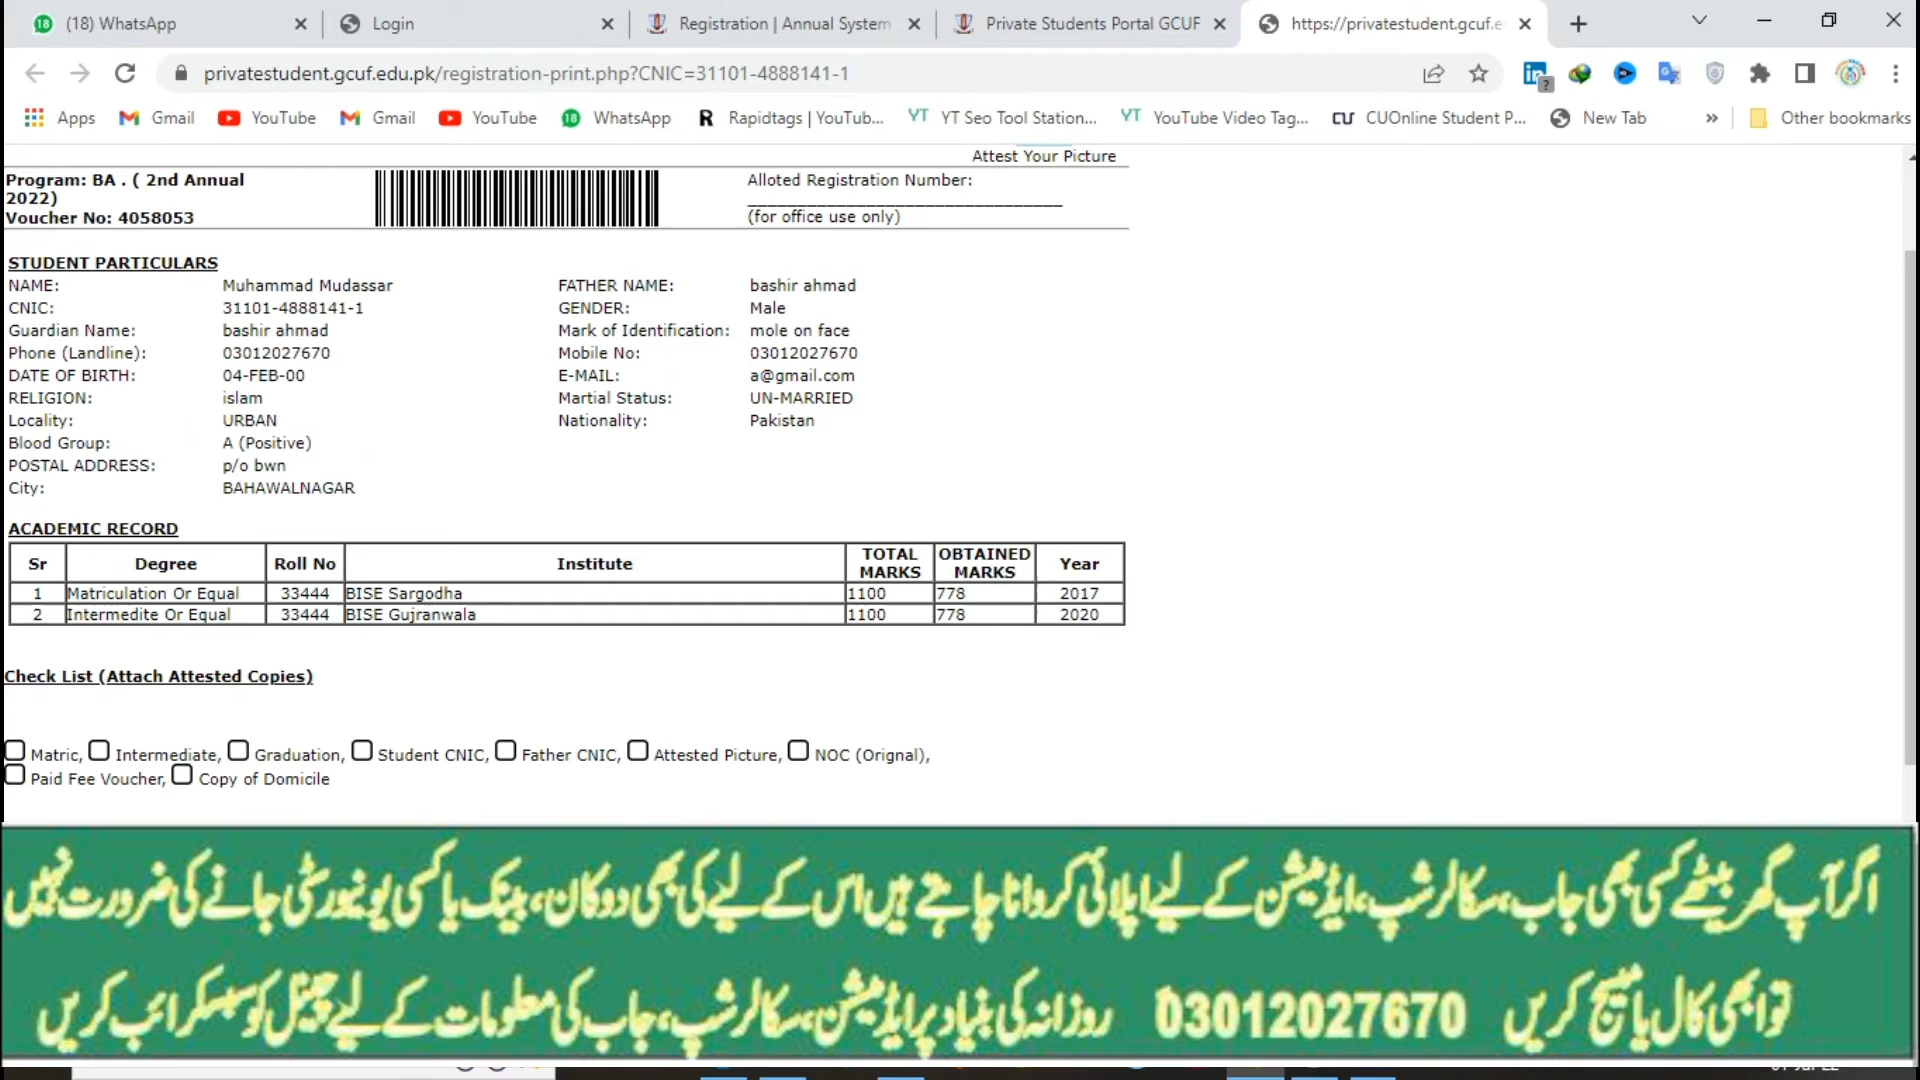 (18) WhatsApp
Login
Registration | Annual System
Private Students Portal GCUF
https://privatestudent.gcuf.e
privatestudent.gcuf.edu.pk/registration-print.php?CNIC=31101-4888141-1
Apps Gmail YouTube Gmail YouTube WhatsApp Rapidtags | YouTub... YT Seo Tool Station... YouTube Video Tag... CUOnline Student P... New Tab » Other bookmarks
Attest Your Picture
Program: BA . ( 2nd Annual
2022)
Voucher No: 4058053
Alloted Registration Number:
(for office use only)
STUDENT PARTICULARS
NAME: Muhammad Mudassar FATHER NAME: bashir ahmad
CNIC: 31101-4888141-1 GENDER: Male
Guardian Name: bashir ahmad Mark of Identification: mole on face
Phone (Landline): 03012027670 Mobile No: 03012027670
DATE OF BIRTH: 04-FEB-00 E-MAIL: a@gmail.com
RELIGION: islam Martial Status: UN-MARRIED
Locality: URBAN Nationality: Pakistan
Blood Group: A (Positive)
POSTAL ADDRESS: p/o bwn
City: BAHAWALNAGAR
ACADEMIC RECORD
Sr Degree Roll No Institute TOTAL MARKS OBTAINED MARKS Year
1 Matriculation Or Equal 33444 BISE Sargodha 1100 778 2017
2 Intermedite Or Equal 33444 BISE Gujranwala 1100 778 2020
Check List (Attach Attested Copies)
Matric, Intermediate, Graduation, Student CNIC, Father CNIC, Attested Picture, NOC (Orignal),
Paid Fee Voucher, Copy of Domicile
اگر آپ گھر بیٹھے کسی بھی جاب، سکالرشپ، ایڈمیشن کے لیے اپلائی کروانا چاہتے ہیں اس کے لیے کی بھی دوکان، بینک یا کسی یونیورسٹی جانے کی ضرورت نہیں
تو ابھی کال یا میسج کریں 03012027670 روزانہ کی بنیاد پر ایڈمیشن، سکالرشپ، جاب کی معلومات کے لیے چینل کو سبسکرائب کریں